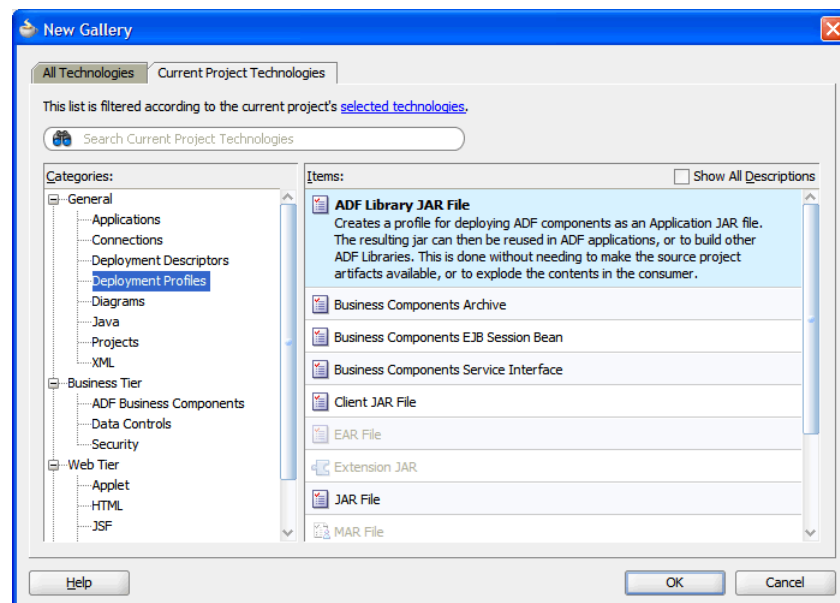 New Gallery
All Technologies
Current Project Technologies
This list is filtered according to the current project's selected technologies.
Search Current Project Technologies
Categories:
General
Applications
Connections
Deployment Descriptors
Deployment Profiles
Diagrams
Java
Projects
XML
Business Tier
ADF Business Components
Data Controls
Security
Web Tier
Applet
HTML
JSF
Items:
Show All Descriptions
ADF Library JAR File
Creates a profile for deploying ADF components as an Application JAR file.
The resulting jar can then be reused in ADF applications, or to build other
ADF Libraries. This is done without needing to make the source project
artifacts available, or to explode the contents in the consumer.
Business Components Archive
Business Components EJB Session Bean
Business Components Service Interface
Client JAR File
EAR File
Extension JAR
JAR File
MAR File
Help
OK
Cancel